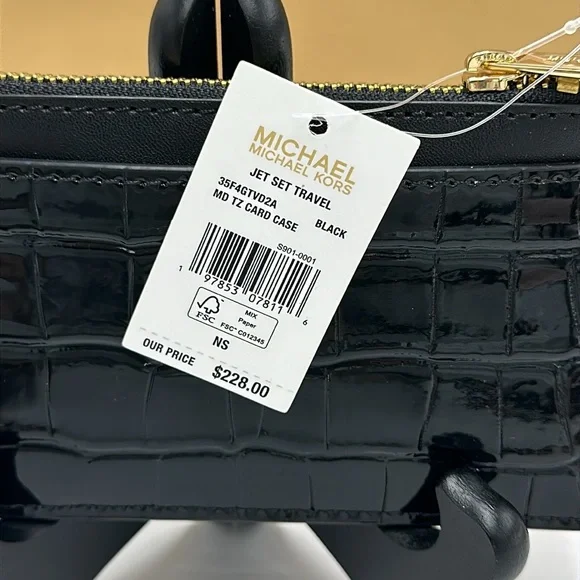 MICHAEL
MICHAEL KORS
JET SET TRAVEL
35F4GTVD2A
MD TZ CARD CASE BLACK
S901-0001
1 97853 07811 6
FSC
MIX
Paper
FSC® C012345
NS
OUR PRICE $228.00